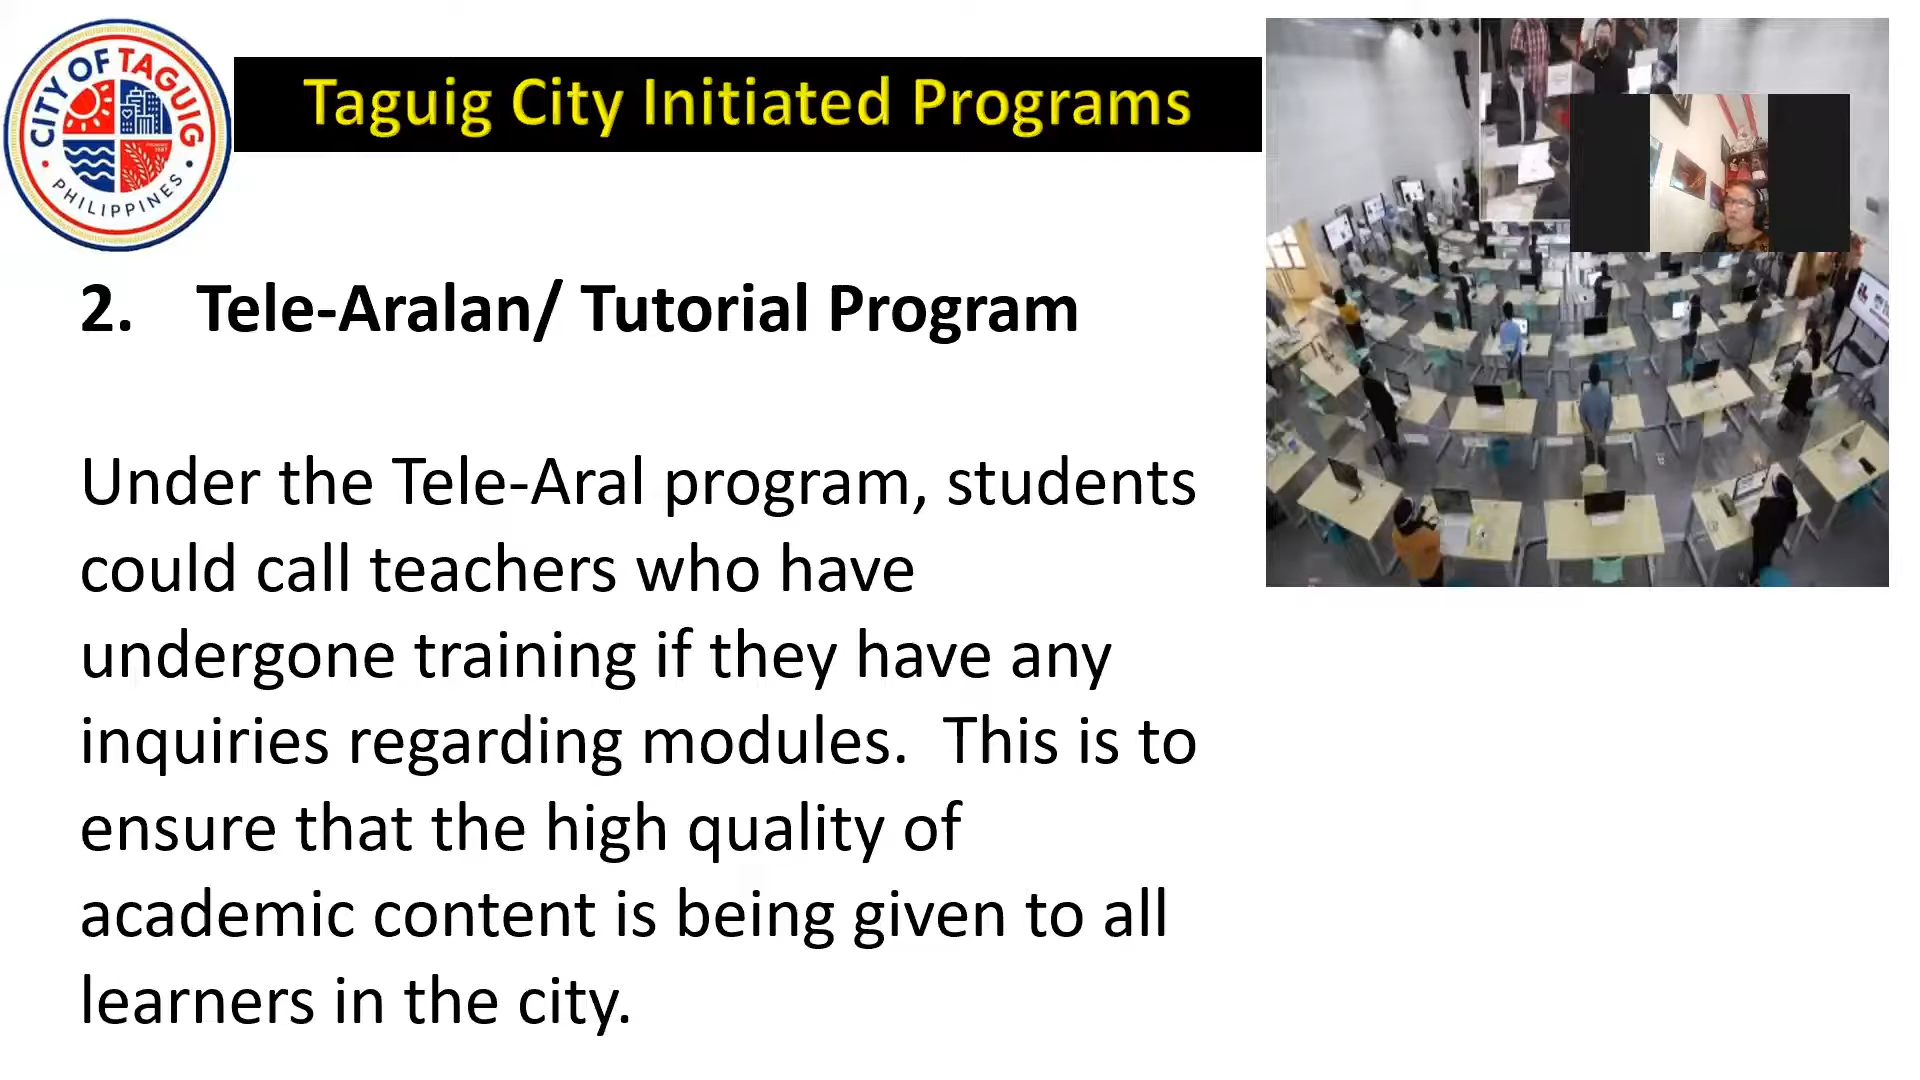 CITY OF TAGUIG
PHILIPPINES
Taguig City Initiated Programs
2. Tele-Aralan/ Tutorial Program
Under the Tele-Aral program, students
could call teachers who have
undergone training if they have any
inquiries regarding modules.  This is to
ensure that the high quality of
academic content is being given to all
learners in the city.